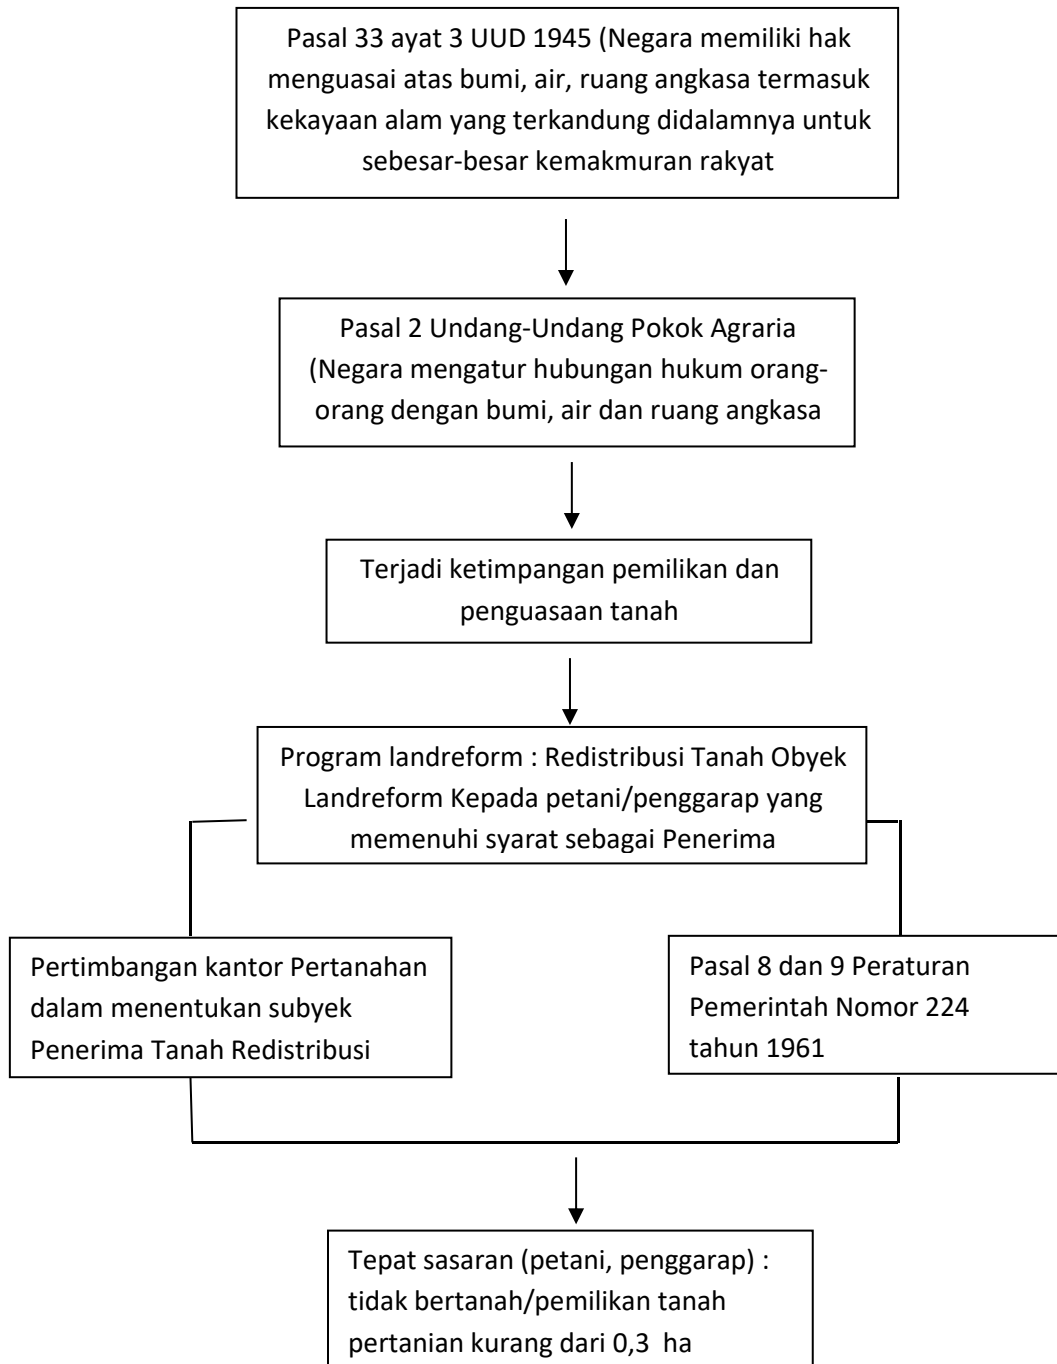 Pasal 33 ayat 3 UUD 1945 (Negara memiliki hak
menguasai atas bumi, air, ruang angkasa termasuk
kekayaan alam yang terkandung didalamnya untuk
sebesar-besar kemakmuran rakyat
Pasal 2 Undang-Undang Pokok Agraria
(Negara mengatur hubungan hukum orang-
orang dengan bumi, air dan ruang angkasa
Terjadi ketimpangan pemilikan dan
penguasaan tanah
Program landreform : Redistribusi Tanah Obyek
Landreform Kepada petani/penggarap yang
memenuhi syarat sebagai Penerima
Pertimbangan kantor Pertanahan
dalam menentukan subyek
Penerima Tanah Redistribusi
Pasal 8 dan 9 Peraturan
Pemerintah Nomor 224
tahun 1961
Tepat sasaran (petani, penggarap) :
tidak bertanah/pemilikan tanah
pertanian kurang dari 0,3 ha